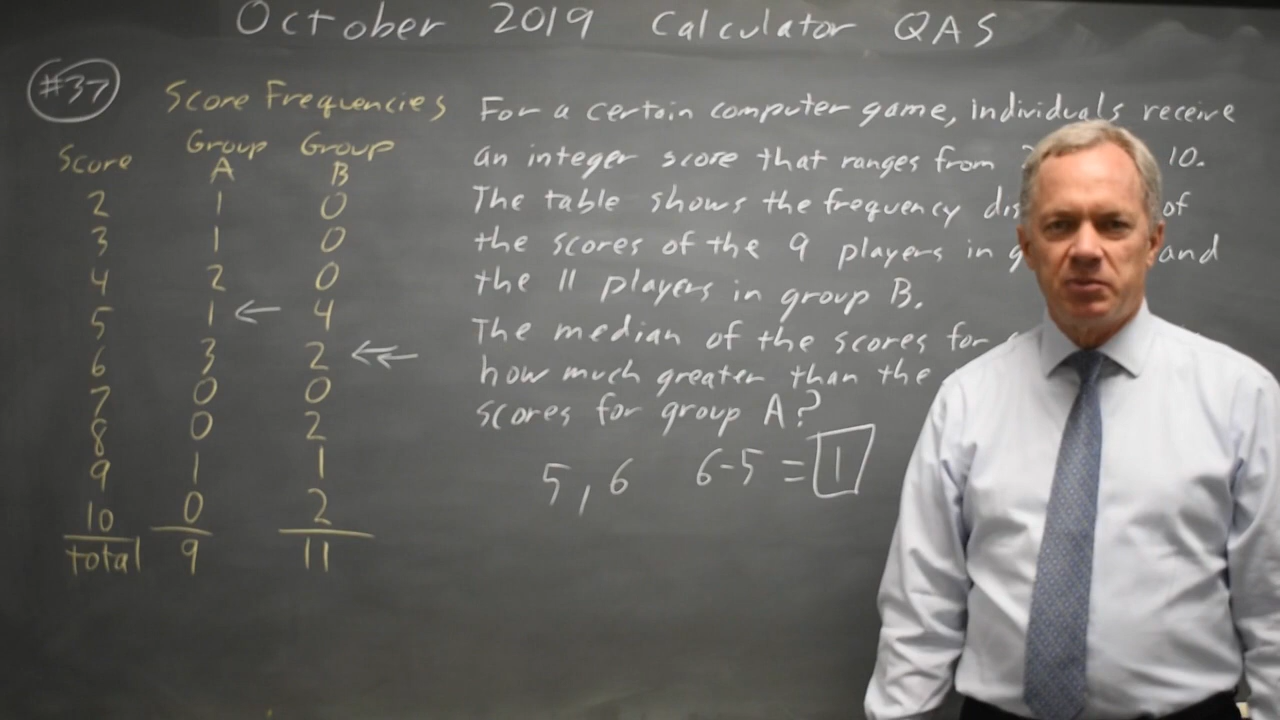 October 2019 Calculator QAS
#37
Score Frequencies
Score Group A Group B
2 1 0
3 1 0
4 2 0
5 1 ← 4
6 3 2 ↞
7 0 0
8 0 2
9 1 1
10 0 2
total 9 11
For a certain computer game, individuals receive
an integer score that ranges from 10.
The table shows the frequency of
the scores of the 9 players in and
the 11 players in group B.
The median of the scores for
how much greater than the
scores for group A?
5, 6 6-5 = 1